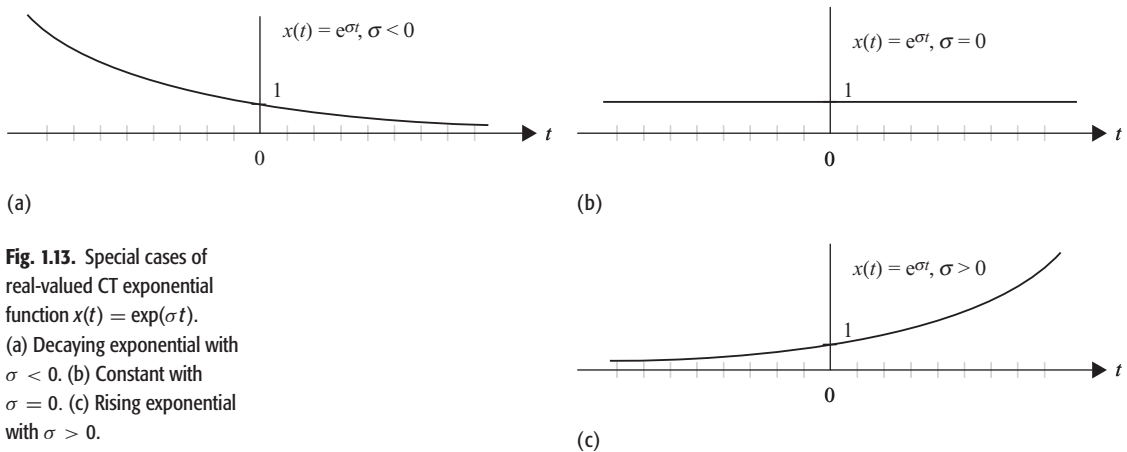 x(t) = e^σt, σ < 0
1
t
0
(a)
x(t) = e^σt, σ = 0
1
t
0
(b)
Fig. 1.13. Special cases of
real-valued CT exponential
function x(t) = exp(σt).
(a) Decaying exponential with
σ < 0. (b) Constant with
σ = 0. (c) Rising exponential
with σ > 0.
x(t) = e^σt, σ > 0
1
t
0
(c)